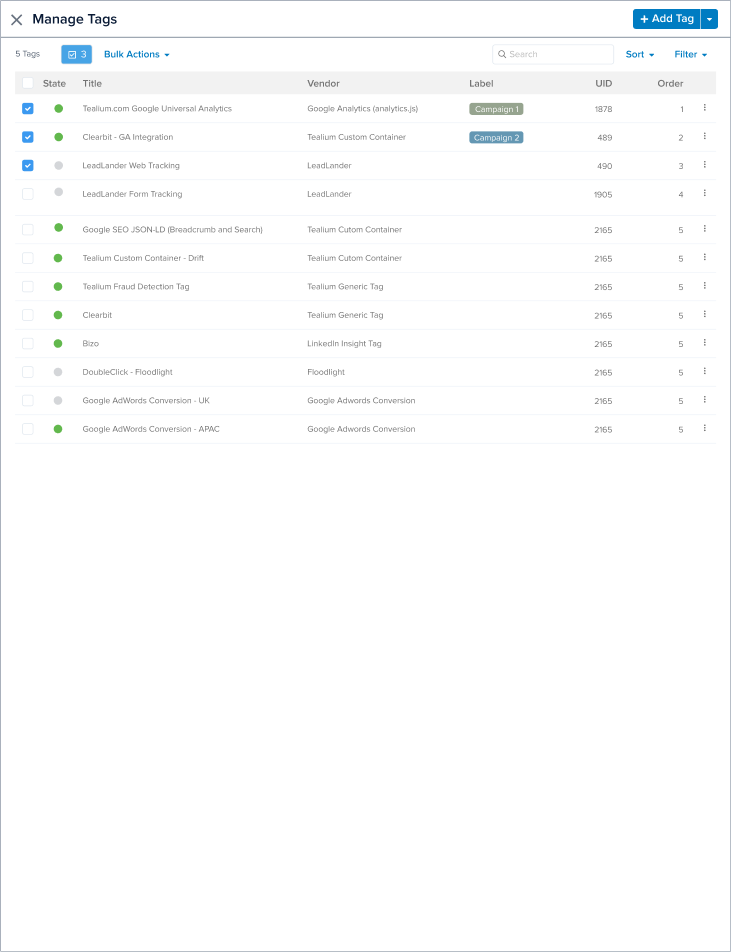 Manage Tags
+ Add Tag
5 Tags 3 Bulk Actions Search Sort Filter
State Title Vendor Label UID Order
Tealium.com Google Universal Analytics Google Analytics (analytics.js) Campaign 1 1878 1
Clearbit - GA Integration Tealium Custom Container Campaign 2 489 2
LeadLander Web Tracking LeadLander 490 3
LeadLander Form Tracking LeadLander 1905 4
Google SEO JSON-LD (Breadcrumb and Search) Tealium Cutom Container 2165 5
Tealium Custom Container - Drift Tealium Cutom Container 2165 5
Tealium Fraud Detection Tag Tealium Generic Tag 2165 5
Clearbit Tealium Generic Tag 2165 5
Bizo LinkedIn Insight Tag 2165 5
DoubleClick - Floodlight Floodlight 2165 5
Google AdWords Conversion - UK Google Adwords Conversion 2165 5
Google AdWords Conversion - APAC Google Adwords Conversion 2165 5